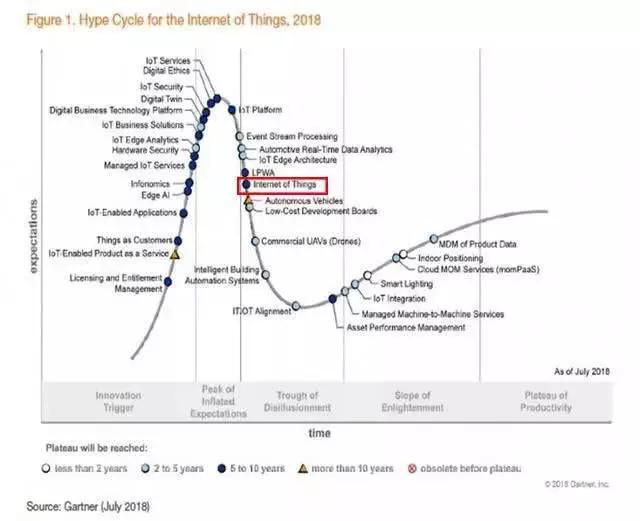 Figure 1. Hype Cycle for the Internet of Things, 2018
expectations
IoT Services
Digital Ethics
IoT Security
Digital Twin
Digital Business Technology Platform
IoT Business Solutions
IoT Edge Analytics
Hardware Security
Managed IoT Services
Infonomics
Edge AI
IoT-Enabled Applications
Things as Customers
IoT-Enabled Product as a Service
Licensing and Entitlement
Management
IoT Platform
Event Stream Processing
Automotive Real-Time Data Analytics
IoT Edge Architecture
LPWA
Internet of Things
Autonomous Vehicles
Low-Cost Development Boards
Commercial UAVs (Drones)
Intelligent Building
Automation Systems
IT/OT Alignment
MDM of Product Data
Indoor Positioning
Cloud MOM Services (momPaaS)
Smart Lighting
IoT Integration
Managed Machine-to-Machine Services
Asset Performance Management
As of July 2018
Innovation
Trigger
Peak of
Inflated
Expectations
Trough of
Disillusionment
Slope of
Enlightenment
Plateau of
Productivity
time
Plateau will be reached:
less than 2 years
2 to 5 years
5 to 10 years
more than 10 years
obsolete before plateau
© 2018 Gartner, Inc.
Source: Gartner (July 2018)